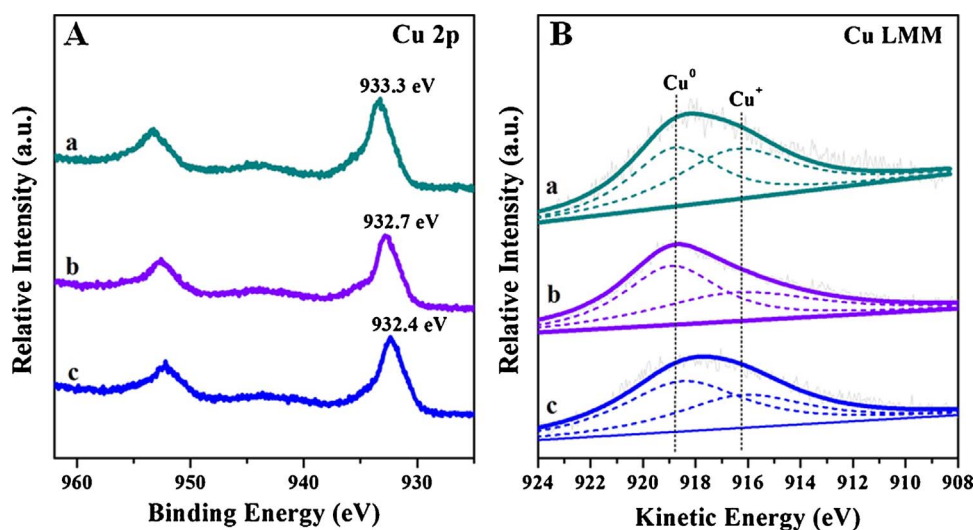 A
Cu 2p
933.3 eV
a
932.7 eV
b
932.4 eV
c
960
950
940
930
Binding Energy (eV)
Relative Intensity (a.u.)
B
Cu LMM
Cu⁰
Cu⁺
a
b
c
924 922 920 918 916 914 912 910 908
Kinetic Energy (eV)
Relative Intensity (a.u.)